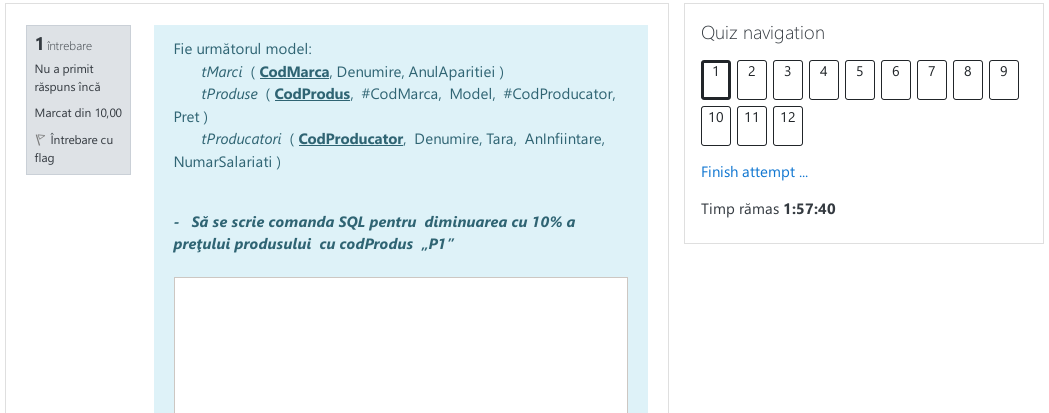 1 întrebare
Nu a primit
răspuns încă
Marcat din 10,00
Întrebare cu
flag
Fie următorul model:
tMarci ( CodMarca, Denumire, AnulAparitiei )
tProduse ( CodProdus, #CodMarca, Model, #CodProducator,
Pret )
tProducatori ( CodProducator, Denumire, Tara, AnInfiintare,
NumarSalariati )
- Să se scrie comanda SQL pentru diminuarea cu 10% a
preţului produsului cu codProdus „P1”
Quiz navigation
1 2 3 4 5 6 7 8 9
10 11 12
Finish attempt ...
Timp rămas 1:57:40